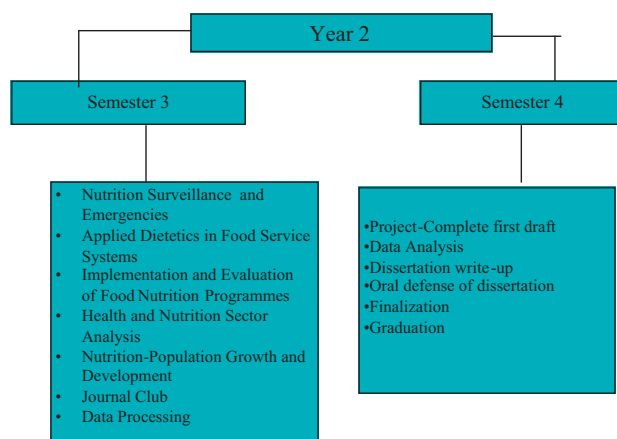 Year 2
Semester 3
Semester 4
• Nutrition Surveillance and
Emergencies
• Applied Dietetics in Food Service
Systems
• Implementation and Evaluation
of Food Nutrition Programmes
• Health and Nutrition Sector
Analysis
• Nutrition-Population Growth and
Development
• Journal Club
• Data Processing
•Project-Complete first draft
•Data Analysis
•Dissertation write-up
•Oral defense of dissertation
•Finalization
•Graduation